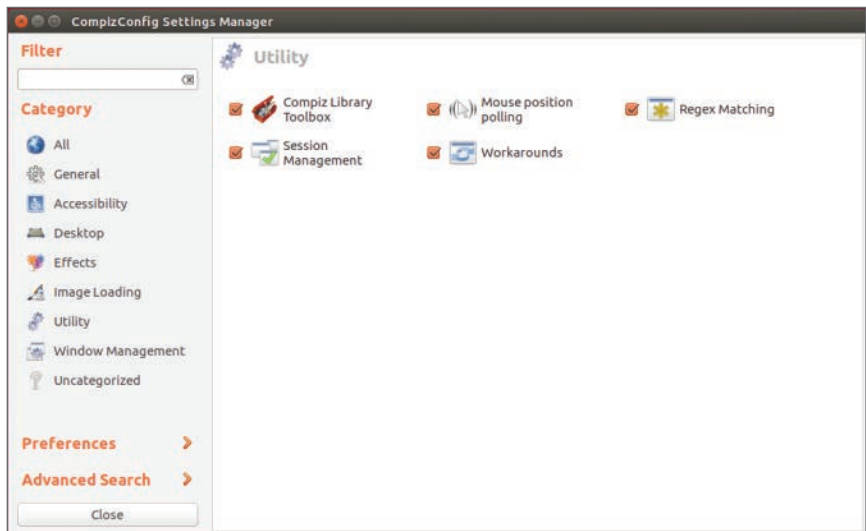 CompizConfig Settings Manager
Filter
Category
All
General
Accessibility
Desktop
Effects
Image Loading
Utility
Window Management
Uncategorized
Preferences
Advanced Search
Close
Utility
Compiz Library
Toolbox
Mouse position
polling
Regex Matching
Session
Management
Workarounds